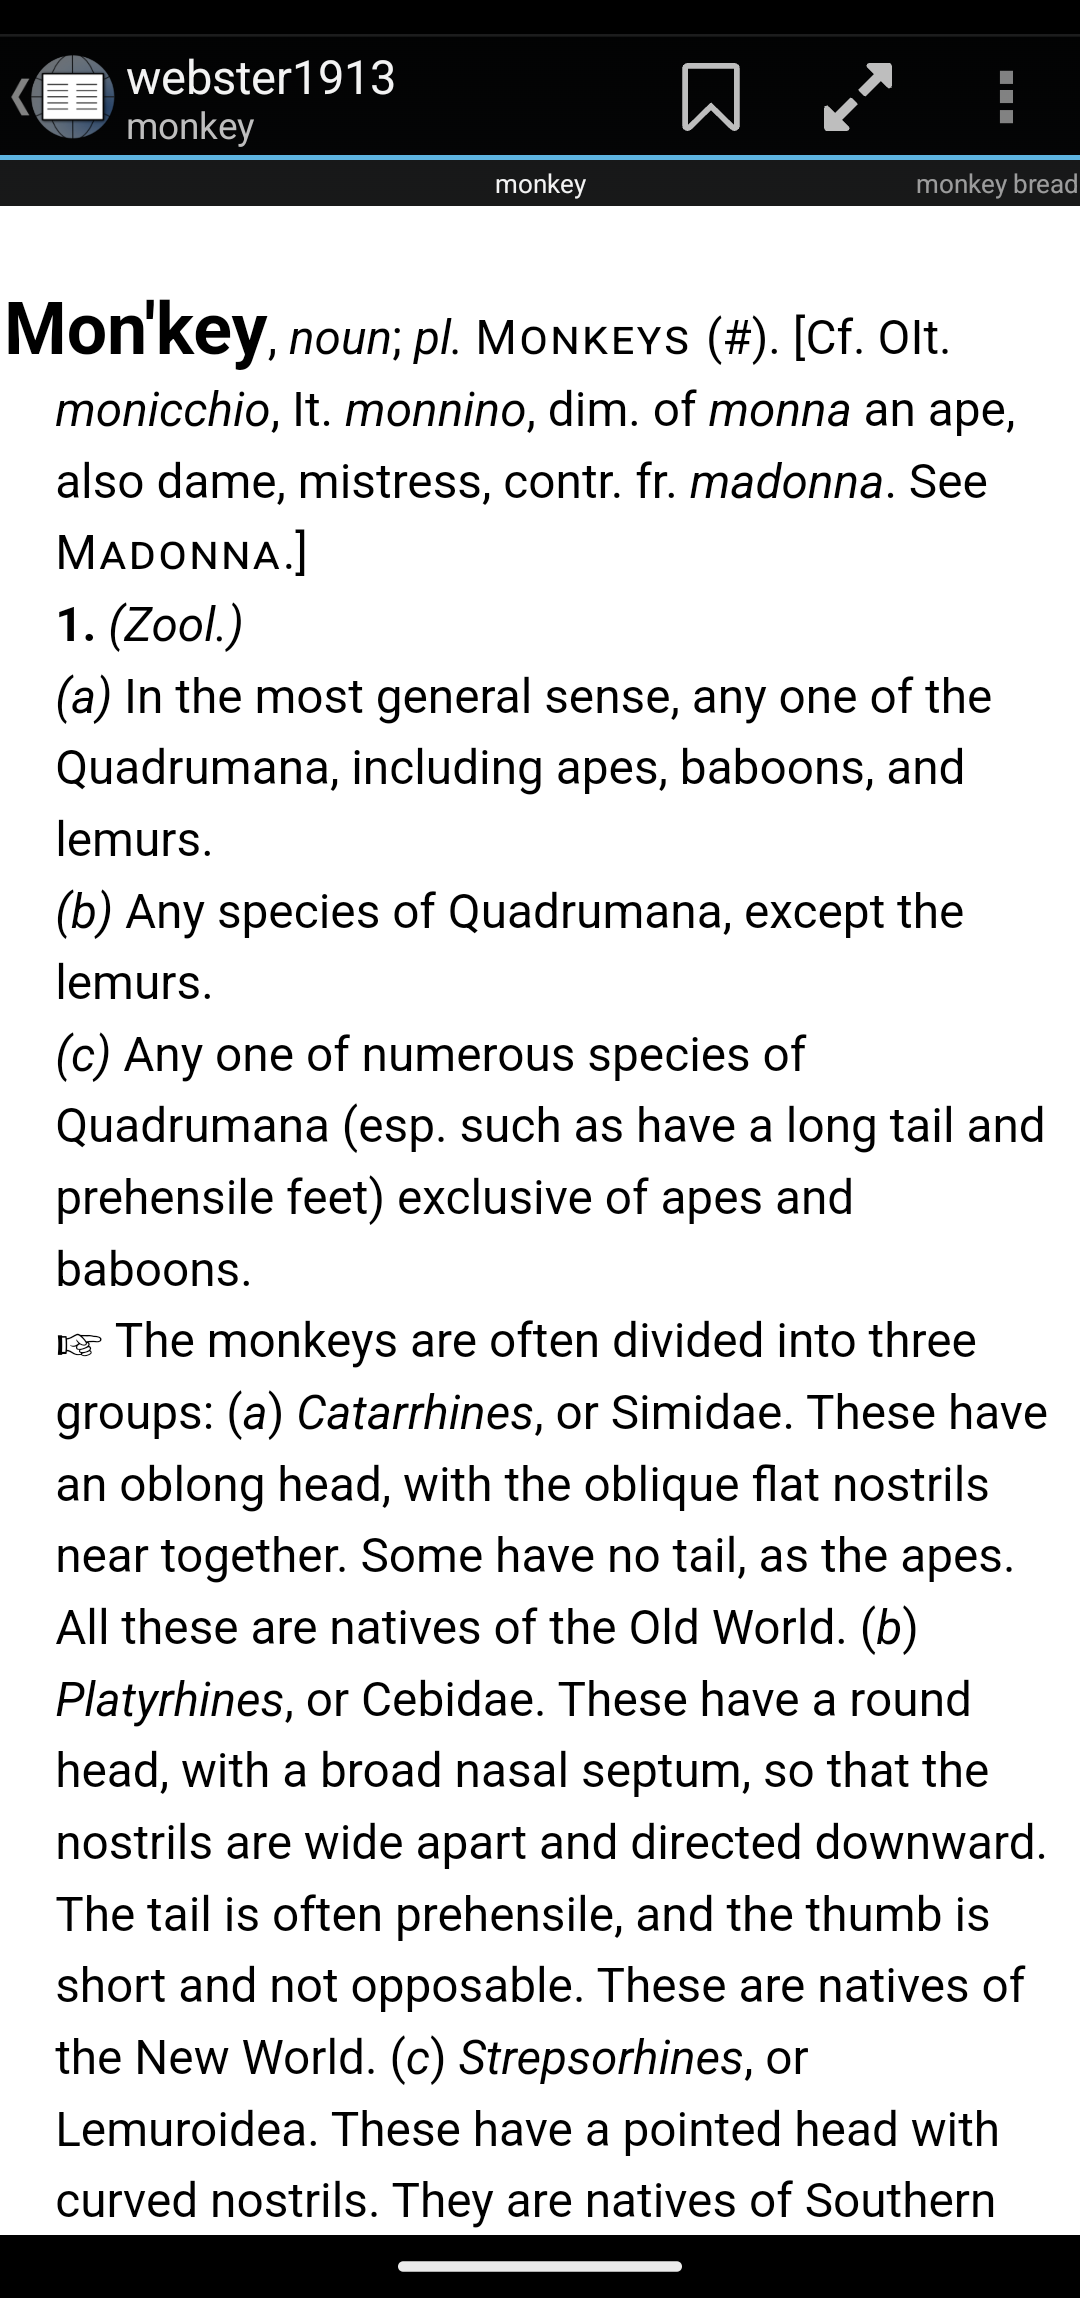 webster1913
monkey
monkey
monkey bread
Mon'key, noun; pl. MONKEYS (#). [Cf. OIt.
monicchio, It. monnino, dim. of monna an ape,
also dame, mistress, contr. fr. madonna. See
MADONNA.]
1. (Zool.)
(a) In the most general sense, any one of the
Quadrumana, including apes, baboons, and
lemurs.
(b) Any species of Quadrumana, except the
lemurs.
(c) Any one of numerous species of
Quadrumana (esp. such as have a long tail and
prehensile feet) exclusive of apes and
baboons.
☞ The monkeys are often divided into three
groups: (a) Catarrhines, or Simidae. These have
an oblong head, with the oblique flat nostrils
near together. Some have no tail, as the apes.
All these are natives of the Old World. (b)
Platyrhines, or Cebidae. These have a round
head, with a broad nasal septum, so that the
nostrils are wide apart and directed downward.
The tail is often prehensile, and the thumb is
short and not opposable. These are natives of
the New World. (c) Strepsorhines, or
Lemuroidea. These have a pointed head with
curved nostrils. They are natives of Southern